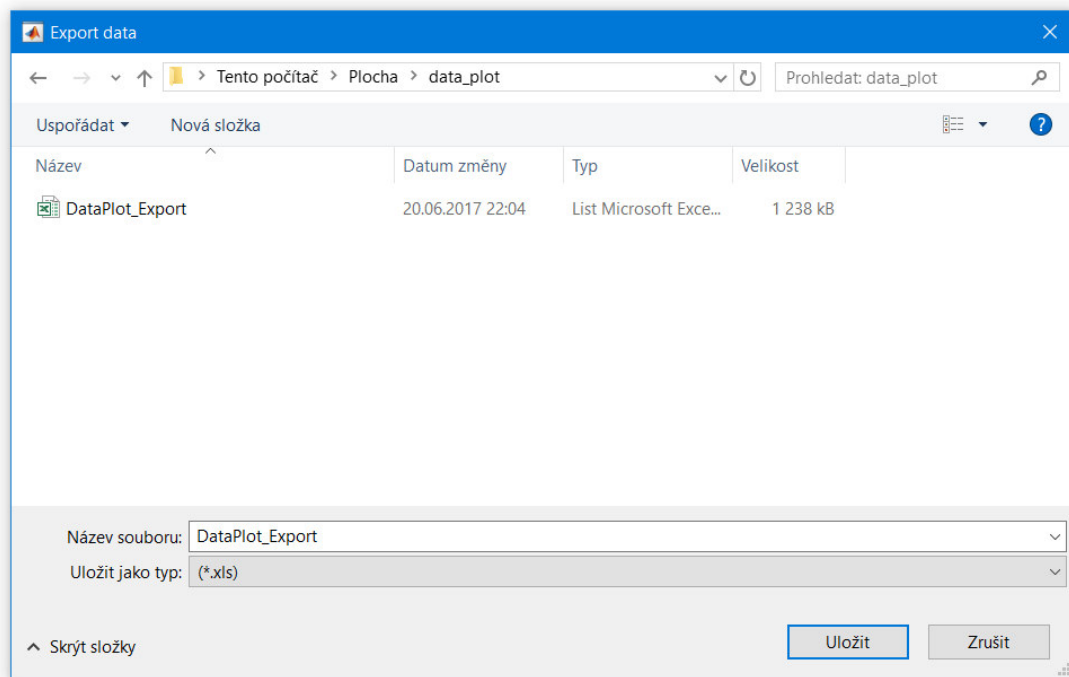 Export data
Tento počítač > Plocha > data_plot
Prohledat: data_plot
Uspořádat Nová složka
?
Název Datum změny Typ Velikost
DataPlot_Export 20.06.2017 22:04 List Microsoft Exce... 1 238 kB
Název souboru: DataPlot_Export
Uložit jako typ: (*.xls)
Skrýt složky Uložit Zrušit